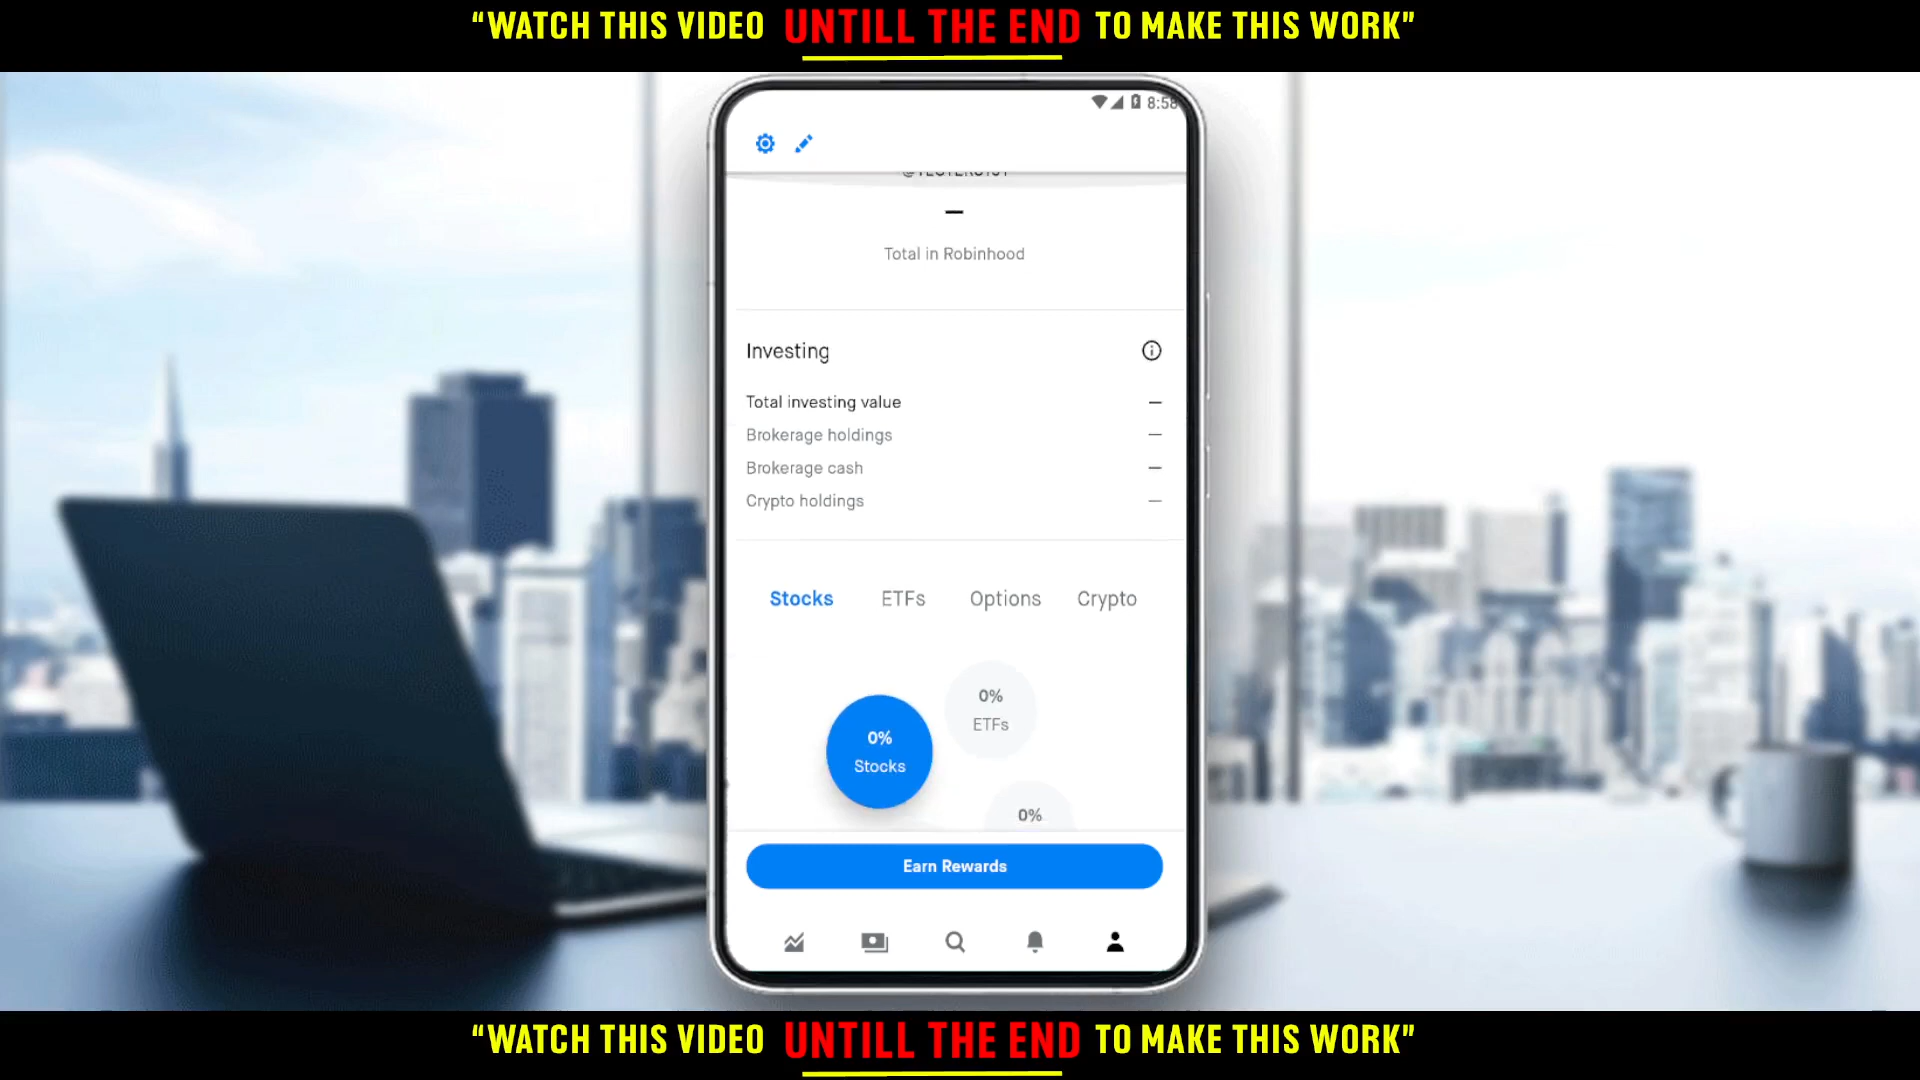 “WATCH THIS VIDEO UNTILL THE END TO MAKE THIS WORK”
8:58
Total in Robinhood
Investing
Total investing value —
Brokerage holdings —
Brokerage cash —
Crypto holdings —
Stocks ETFs Options Crypto
0%
ETFs
0%
Stocks
0%
Earn Rewards
“WATCH THIS VIDEO UNTILL THE END TO MAKE THIS WORK”